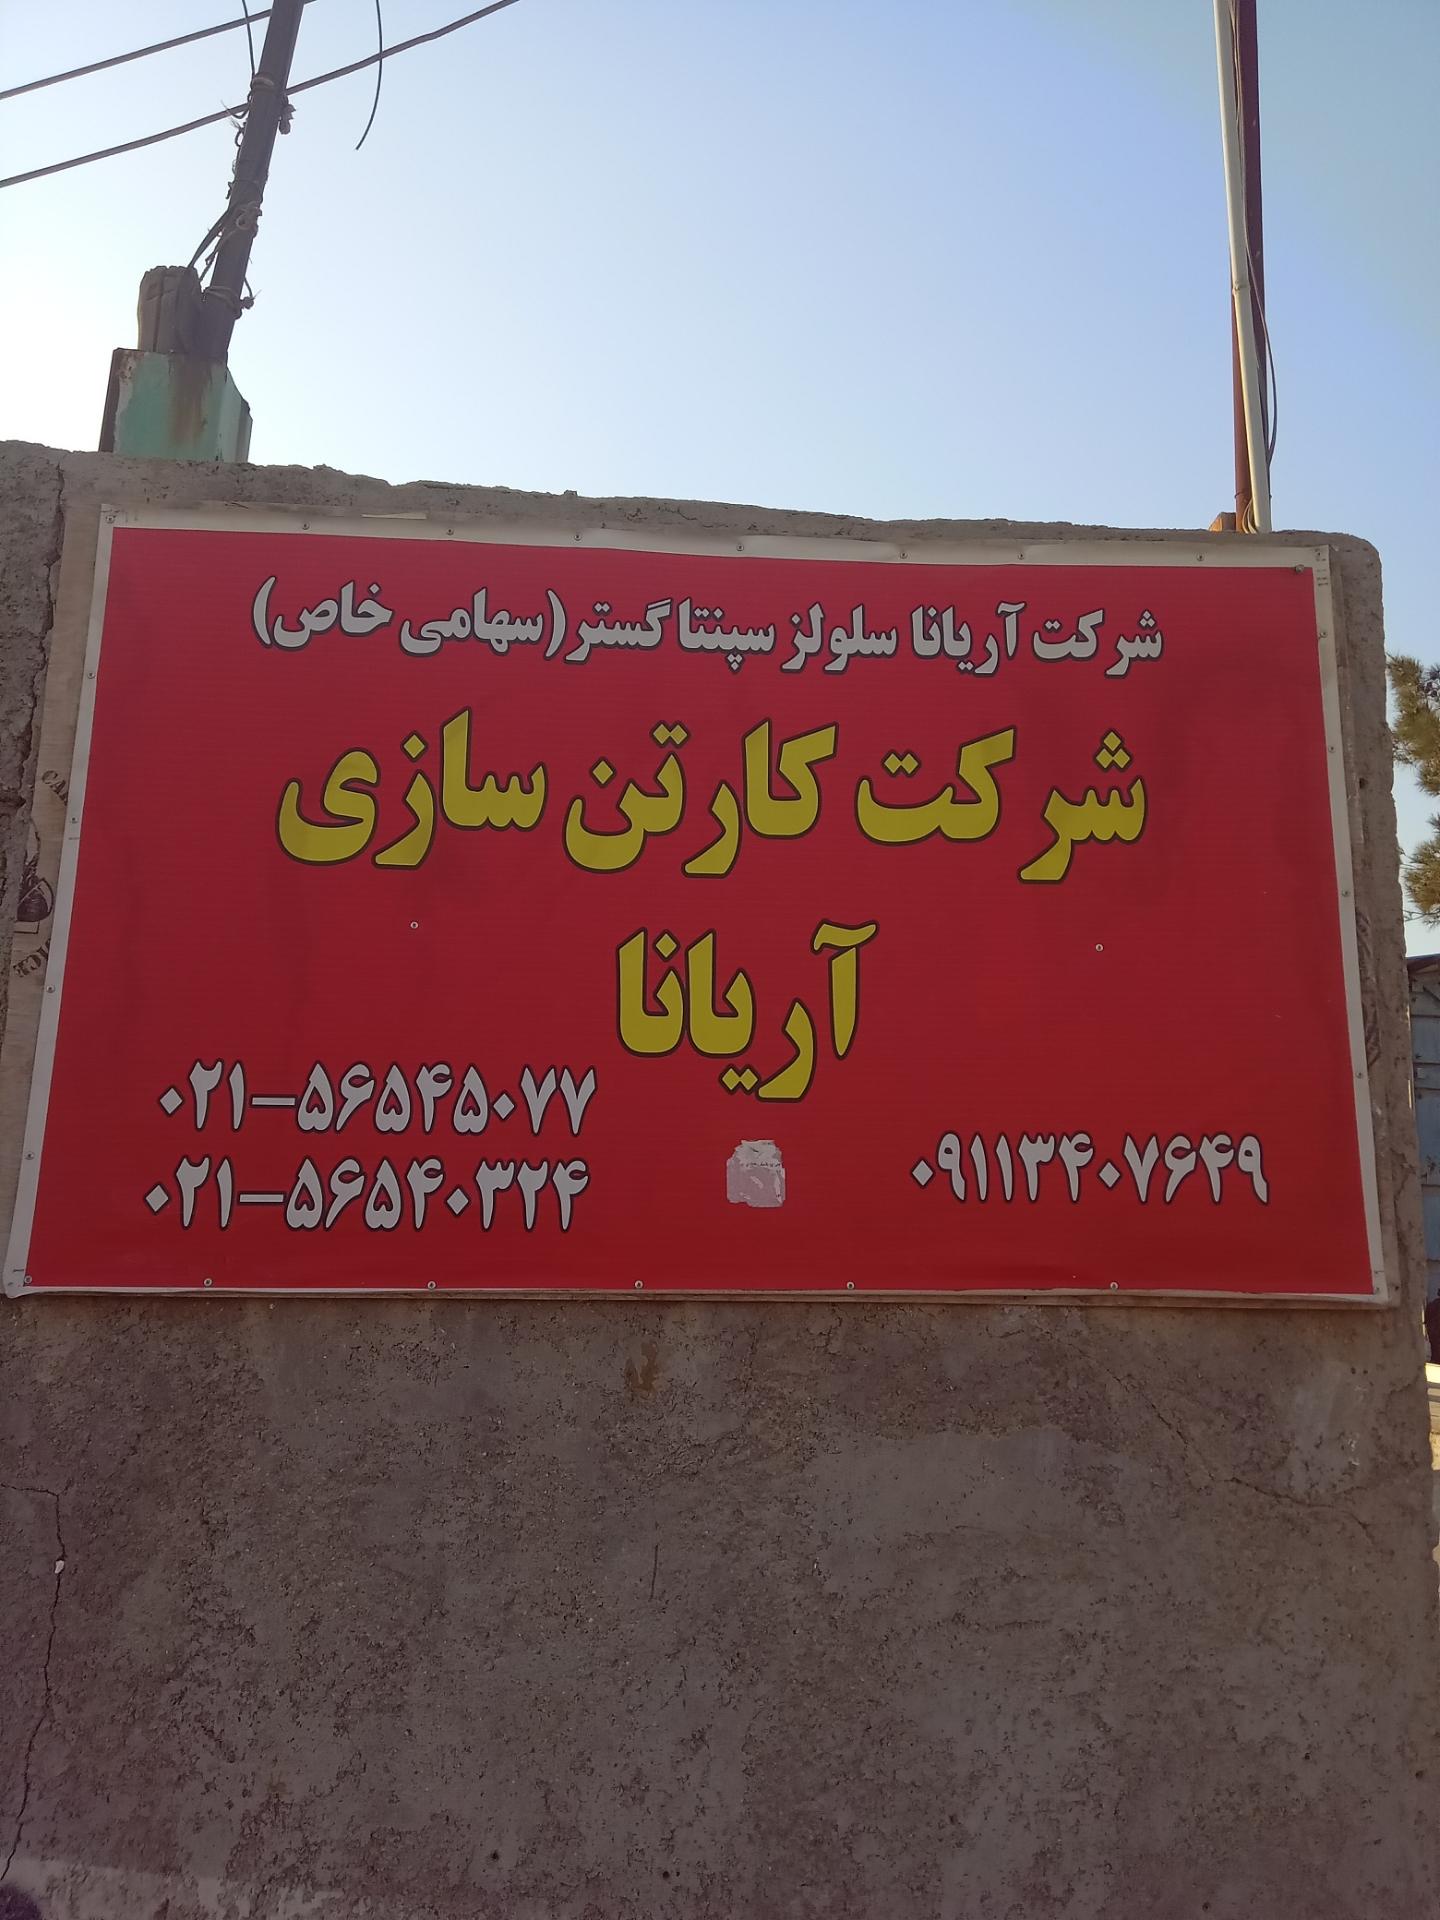 شرکت آریانا سلولز سپنتا گستر(سهامی خاص)
شرکت کارتن سازی
آریانا
۰۲۱-۵۶۵۴۵۰۷۷
۰۲۱-۵۶۵۴۰۳۲۴
۰۹۱۱۳۴۰۷۶۴۹